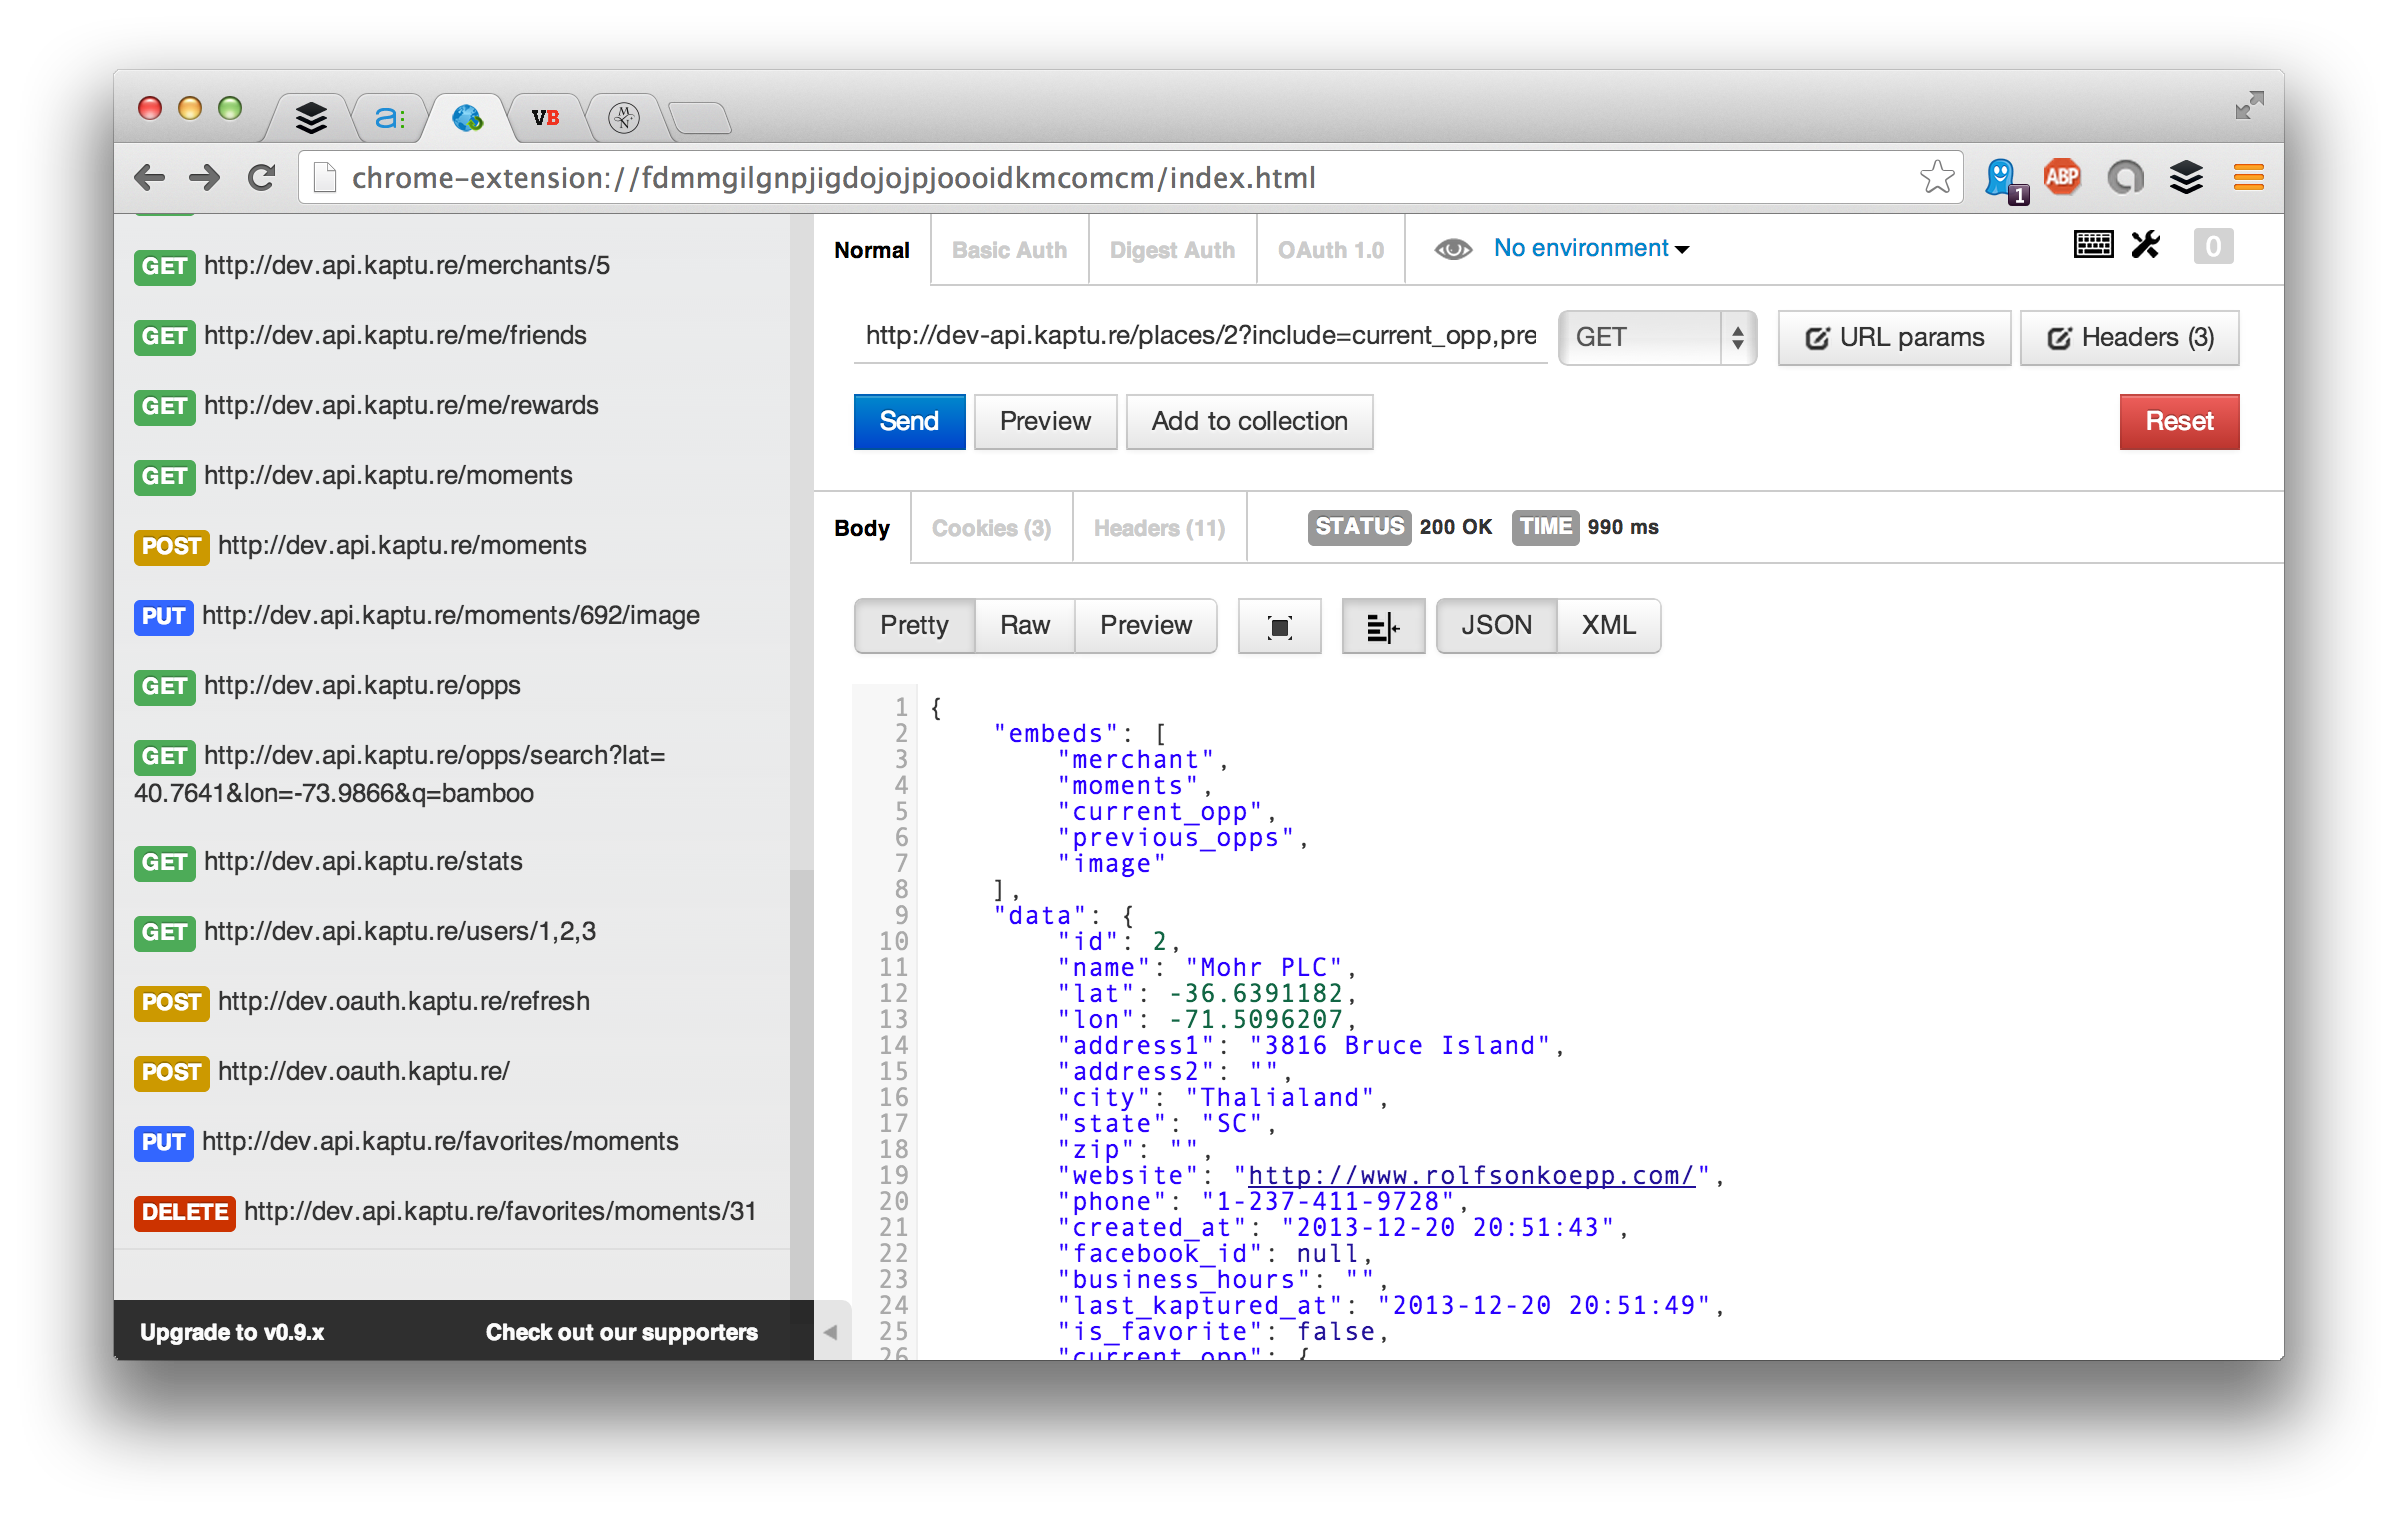 a:
VB
M
N
chrome-extension://fdmmgilgnpjigdojojpjoooidkmcomcm/index.html
1
ABP
GET http://dev.api.kaptu.re/merchants/5
GET http://dev.api.kaptu.re/me/friends
GET http://dev.api.kaptu.re/me/rewards
GET http://dev.api.kaptu.re/moments
POST http://dev.api.kaptu.re/moments
PUT http://dev.api.kaptu.re/moments/692/image
GET http://dev.api.kaptu.re/opps
GET http://dev.api.kaptu.re/opps/search?lat=
40.7641&lon=-73.9866&q=bamboo
GET http://dev.api.kaptu.re/stats
GET http://dev.api.kaptu.re/users/1,2,3
POST http://dev.oauth.kaptu.re/refresh
POST http://dev.oauth.kaptu.re/
PUT http://dev.api.kaptu.re/favorites/moments
DELETE http://dev.api.kaptu.re/favorites/moments/31
Upgrade to v0.9.x Check out our supporters
Normal Basic Auth Digest Auth OAuth 1.0 No environment 0
http://dev-api.kaptu.re/places/2?include=current_opp,pre GET URL params Headers (3)
Send Preview Add to collection Reset
Body Cookies (3) Headers (11) STATUS 200 OK TIME 990 ms
Pretty Raw Preview JSON XML
1 {
2 "embeds": [
3 "merchant",
4 "moments",
5 "current_opp",
6 "previous_opps",
7 "image"
8 ],
9 "data": {
10 "id": 2,
11 "name": "Mohr PLC",
12 "lat": -36.6391182,
13 "lon": -71.5096207,
14 "address1": "3816 Bruce Island",
15 "address2": "",
16 "city": "Thalialand",
17 "state": "SC",
18 "zip": "",
19 "website": "http://www.rolfsonkoepp.com/",
20 "phone": "1-237-411-9728",
21 "created_at": "2013-12-20 20:51:43",
22 "facebook_id": null,
23 "business_hours": "",
24 "last_kaptured_at": "2013-12-20 20:51:49",
25 "is_favorite": false,
26 "current_opp": {